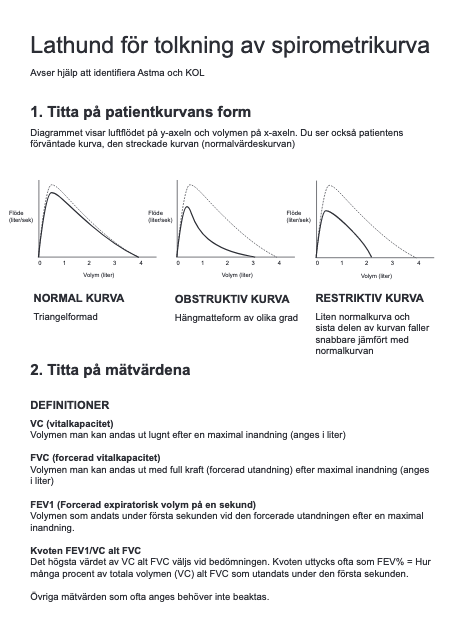 Lathund för tolkning av spirometrikurva
Avser hjälp att identifiera Astma och KOL
1. Titta på patientkurvans form
Diagrammet visar luftflödet på y-axeln och volymen på x-axeln. Du ser också patientens
förväntade kurva, den streckade kurvan (normalvärdeskurvan)
Flöde
(liter/sek)
0 1 2 3 4
Volym (liter)
Flöde
(liter/sek)
0 1 2 3 4
Volym (liter)
Flöde
(liter/sek)
0 1 2 3 4
Volym (liter)
NORMAL KURVA
Triangelformad
OBSTRUKTIV KURVA
Hängmatteform av olika grad
RESTRIKTIV KURVA
Liten normalkurva och
sista delen av kurvan faller
snabbare jämfört med
normalkurvan
2. Titta på mätvärdena
DEFINITIONER
VC (vitalkapacitet)
Volymen man kan andas ut lugnt efter en maximal inandning (anges i liter)
FVC (forcerad vitalkapacitet)
Volymen man kan andas ut med full kraft (forcerad utandning) efter maximal inandning (anges
i liter)
FEV1 (Forcerad expiratorisk volym på en sekund)
Volymen som andats under första sekunden vid den forcerade utandningen efter en maximal
inandning.
Kvoten FEV1/VC alt FVC
Det högsta värdet av VC alt FVC väljs vid bedömningen. Kvoten uttycks ofta som FEV% = Hur
många procent av totala volymen (VC) alt FVC som utandats under den första sekunden.
Övriga mätvärden som ofta anges behöver inte beaktas.